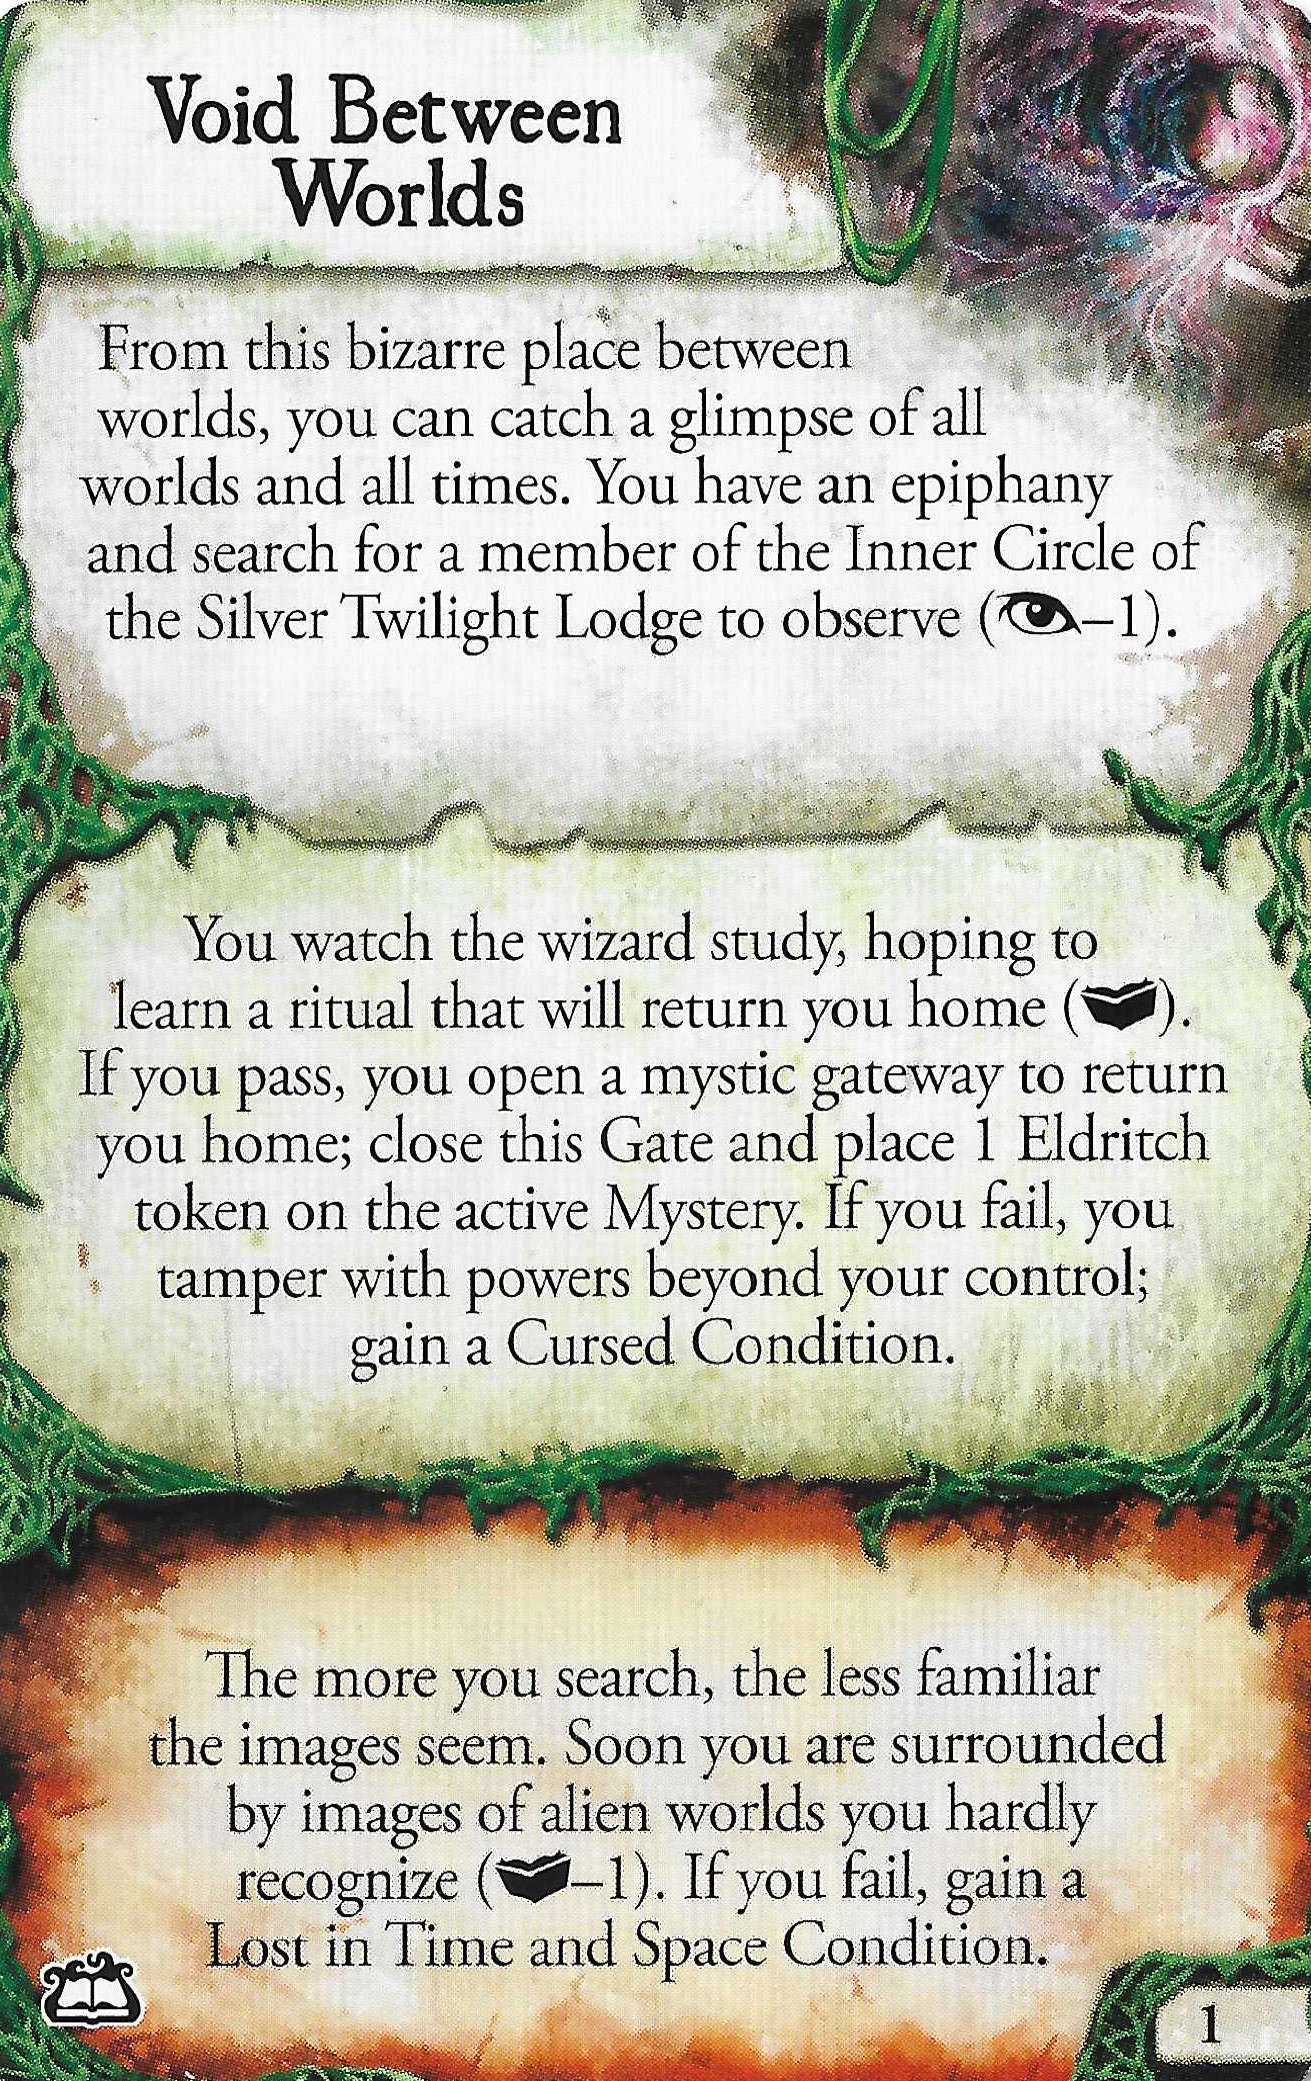 Void Between
Worlds
From this bizarre place between
worlds, you can catch a glimpse of all
worlds and all times. You have an epiphany
and search for a member of the Inner Circle of
the Silver Twilight Lodge to observe (–1).
You watch the wizard study, hoping to
learn a ritual that will return you home ().
If you pass, you open a mystic gateway to return
you home; close this Gate and place 1 Eldritch
token on the active Mystery. If you fail, you
tamper with powers beyond your control;
gain a Cursed Condition.
The more you search, the less familiar
the images seem. Soon you are surrounded
by images of alien worlds you hardly
recognize (–1). If you fail, gain a
Lost in Time and Space Condition.
1